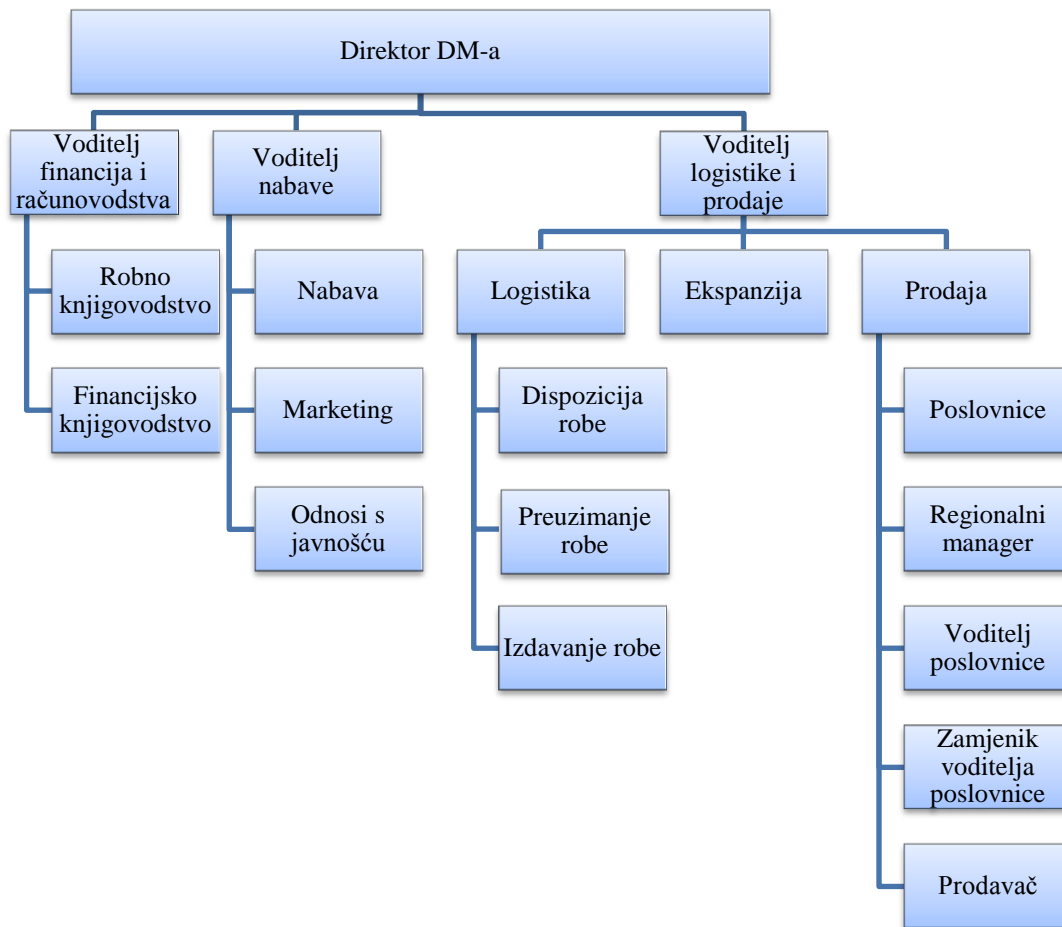 Direktor DM-a
Voditelj
financija i
računovodstva
Voditelj
nabave
Voditelj
logistike i
prodaje
Robno
knjigovodstvo
Nabava
Logistika
Ekspanzija
Prodaja
Financijsko
knjigovodstvo
Marketing
Dispozicija
robe
Poslovnice
Odnosi s
javnošću
Preuzimanje
robe
Regionalni
manager
Izdavanje robe
Voditelj
poslovnice
Zamjenik
voditelja
poslovnice
Prodavač